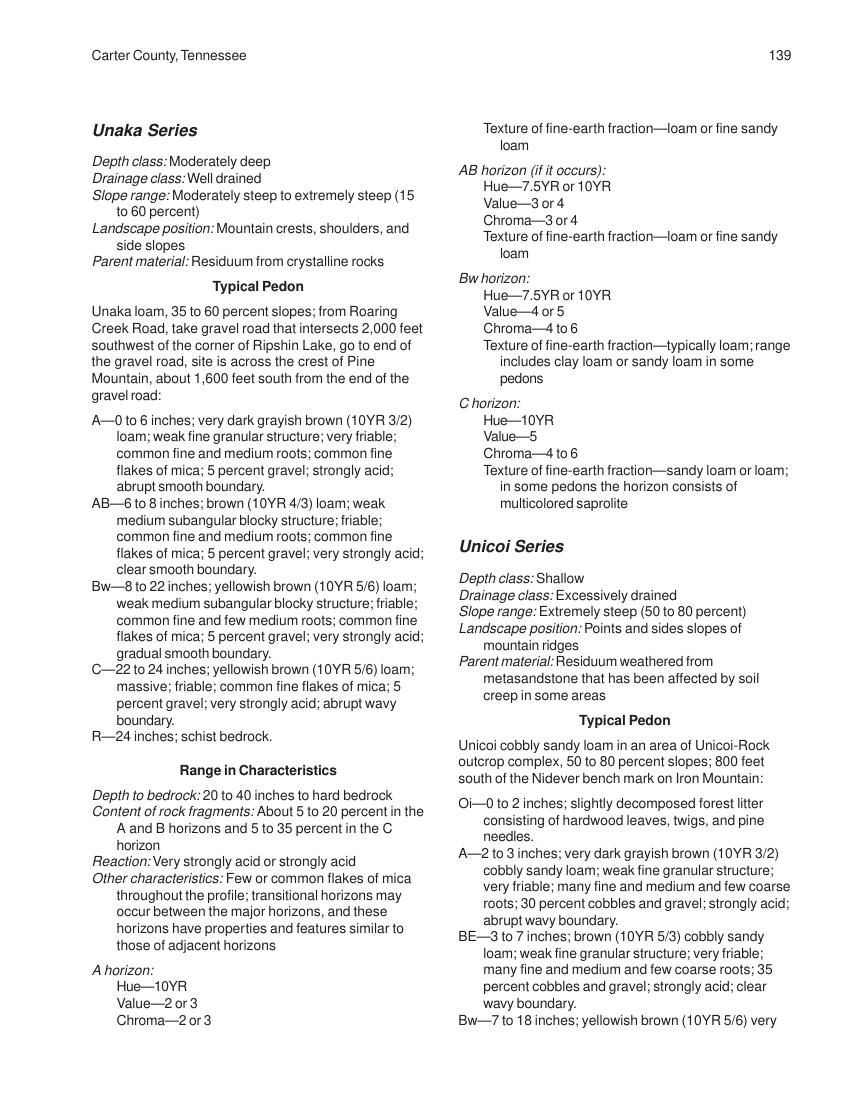 Carter County, Tennessee
139
Unaka Series
Depth class: Moderately deep
Drainage class: Well drained
Slope range: Moderately steep to extremely steep (15
to 60 percent)
Landscape position: Mountain crests, shoulders, and
side slopes
Parent material: Residuum from crystalline rocks
Typical Pedon
Unaka loam, 35 to 60 percent slopes; from Roaring
Creek Road, take gravel road that intersects 2,000 feet
southwest of the corner of Ripshin Lake, go to end of
the gravel road, site is across the crest of Pine
Mountain, about 1,600 feet south from the end of the
gravel road:
A—0 to 6 inches; very dark grayish brown (10YR 3/2)
loam; weak fine granular structure; very friable;
common fine and medium roots; common fine
flakes of mica; 5 percent gravel; strongly acid;
abrupt smooth boundary.
AB—6 to 8 inches; brown (10YR 4/3) loam; weak
medium subangular blocky structure; friable;
common fine and medium roots; common fine
flakes of mica; 5 percent gravel; very strongly acid;
clear smooth boundary.
Bw—8 to 22 inches; yellowish brown (10YR 5/6) loam;
weak medium subangular blocky structure; friable;
common fine and few medium roots; common fine
flakes of mica; 5 percent gravel; very strongly acid;
gradual smooth boundary.
C—22 to 24 inches; yellowish brown (10YR 5/6) loam;
massive; friable; common fine flakes of mica; 5
percent gravel; very strongly acid; abrupt wavy
boundary.
R—24 inches; schist bedrock.
Range in Characteristics
Depth to bedrock: 20 to 40 inches to hard bedrock
Content of rock fragments: About 5 to 20 percent in the
A and B horizons and 5 to 35 percent in the C
horizon
Reaction: Very strongly acid or strongly acid
Other characteristics: Few or common flakes of mica
throughout the profile; transitional horizons may
occur between the major horizons, and these
horizons have properties and features similar to
those of adjacent horizons
A horizon:
Hue—10YR
Value—2 or 3
Chroma—2 or 3
Texture of fine-earth fraction—loam or fine sandy
loam
AB horizon (if it occurs):
Hue—7.5YR or 10YR
Value—3 or 4
Chroma—3 or 4
Texture of fine-earth fraction—loam or fine sandy
loam
Bw horizon:
Hue—7.5YR or 10YR
Value—4 or 5
Chroma—4 to 6
Texture of fine-earth fraction—typically loam; range
includes clay loam or sandy loam in some
pedons
C horizon:
Hue—10YR
Value—5
Chroma—4 to 6
Texture of fine-earth fraction—sandy loam or loam;
in some pedons the horizon consists of
multicolored saprolite
Unicoi Series
Depth class: Shallow
Drainage class: Excessively drained
Slope range: Extremely steep (50 to 80 percent)
Landscape position: Points and sides slopes of
mountain ridges
Parent material: Residuum weathered from
metasandstone that has been affected by soil
creep in some areas
Typical Pedon
Unicoi cobbly sandy loam in an area of Unicoi-Rock
outcrop complex, 50 to 80 percent slopes; 800 feet
south of the Nidever bench mark on Iron Mountain:
Oi—0 to 2 inches; slightly decomposed forest litter
consisting of hardwood leaves, twigs, and pine
needles.
A—2 to 3 inches; very dark grayish brown (10YR 3/2)
cobbly sandy loam; weak fine granular structure;
very friable; many fine and medium and few coarse
roots; 30 percent cobbles and gravel; strongly acid;
abrupt wavy boundary.
BE—3 to 7 inches; brown (10YR 5/3) cobbly sandy
loam; weak fine granular structure; very friable;
many fine and medium and few coarse roots; 35
percent cobbles and gravel; strongly acid; clear
wavy boundary.
Bw—7 to 18 inches; yellowish brown (10YR 5/6) very